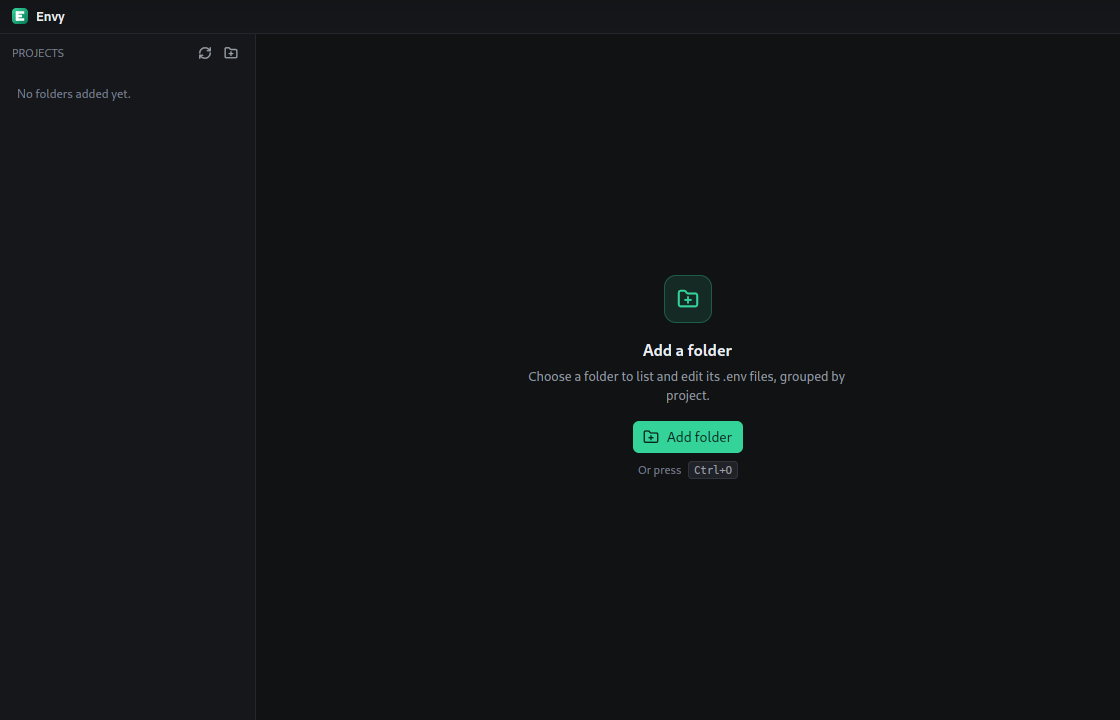 Envy
PROJECTS
No folders added yet.
Add a folder
Choose a folder to list and edit its .env files, grouped by
project.
Add folder
Or press Ctrl+O